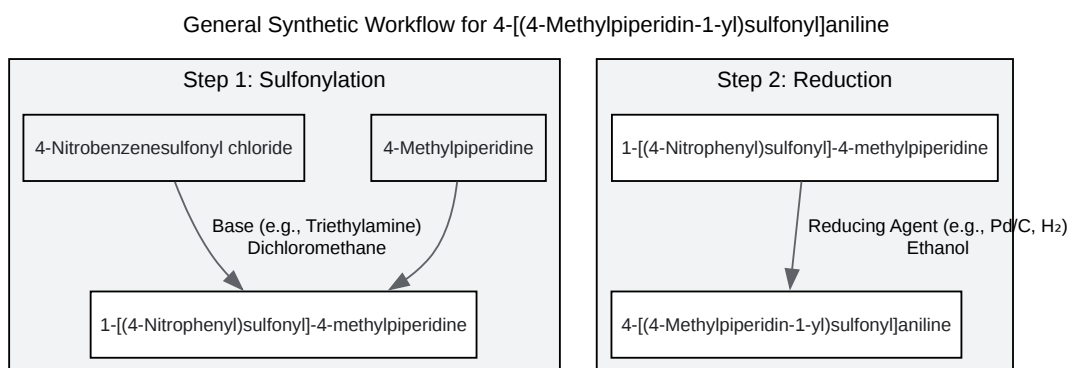 General Synthetic Workflow for 4-[(4-Methylpiperidin-1-yl)sulfonyl]aniline
Step 1: Sulfonylation
4-Nitrobenzenesulfonyl chloride
4-Methylpiperidine
Base (e.g., Triethylamine)
Dichloromethane
1-[(4-Nitrophenyl)sulfonyl]-4-methylpiperidine
Step 2: Reduction
1-[(4-Nitrophenyl)sulfonyl]-4-methylpiperidine
Reducing Agent (e.g., Pd/C, H₂)
Ethanol
4-[(4-Methylpiperidin-1-yl)sulfonyl]aniline